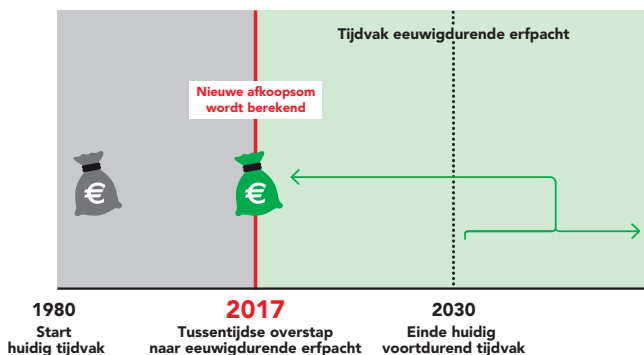 Tijdvak eeuwigdurende erfpacht
Nieuwe afkoopsom
wordt berekend
€
€
1980
Start
huidig tijdvak
2017
Tussentijdse overstap
naar eeuwigdurende erfpacht
2030
Einde huidig
voortdurend tijdvak